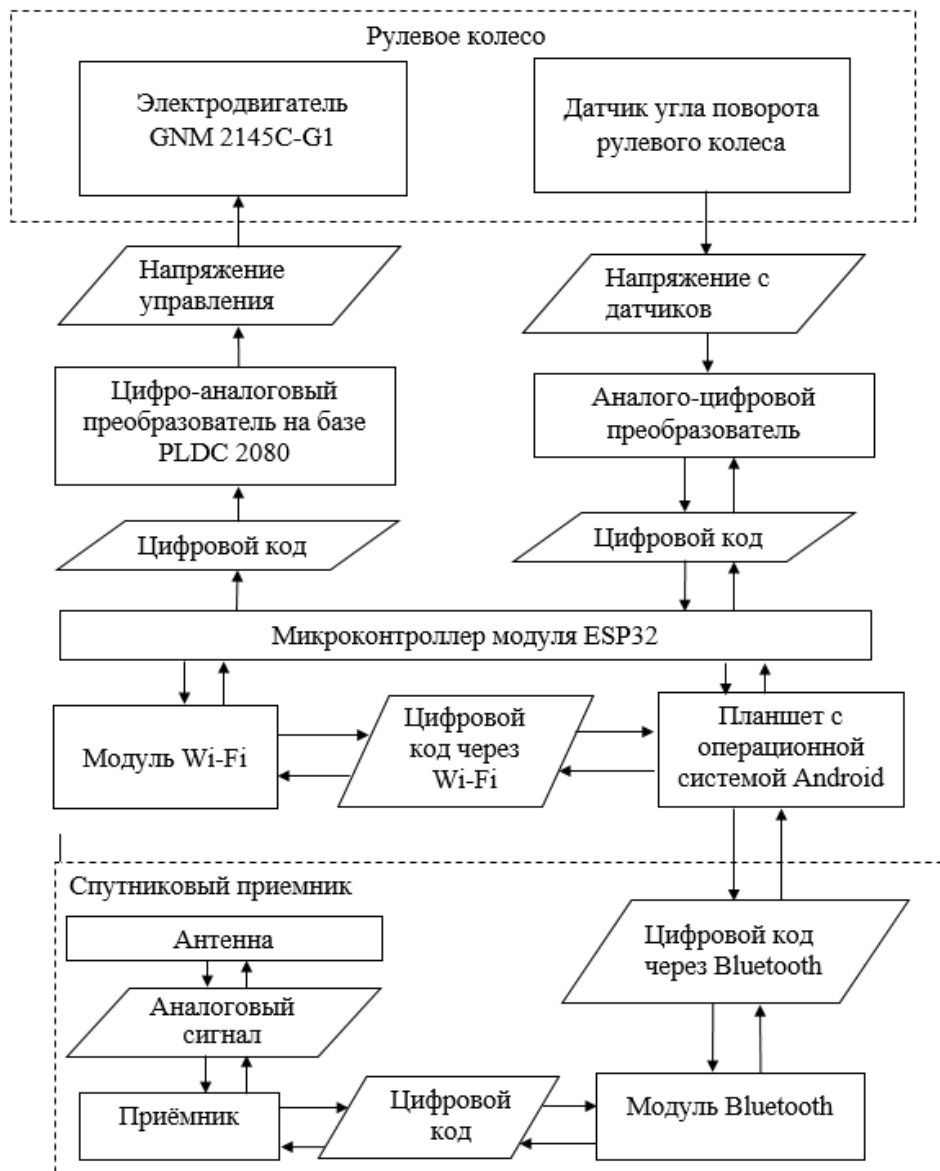 Рулевое колесо
Электродвигатель
GNM 2145C-G1
Датчик угла поворота
рулевого колеса
Напряжение
управления
Напряжение с
датчиков
Цифро-аналоговый
преобразователь на базе
PLDC 2080
Аналого-цифровой
преобразователь
Цифровой код
Цифровой код
Микроконтроллер модуля ESP32
Модуль Wi-Fi
Цифровой
код через
Wi-Fi
Планшет с
операционной
системой Android
Спутниковый приемник
Антенна
Аналоговый
сигнал
Приёмник
Цифровой
код
Цифровой код
через Bluetooth
Модуль Bluetooth